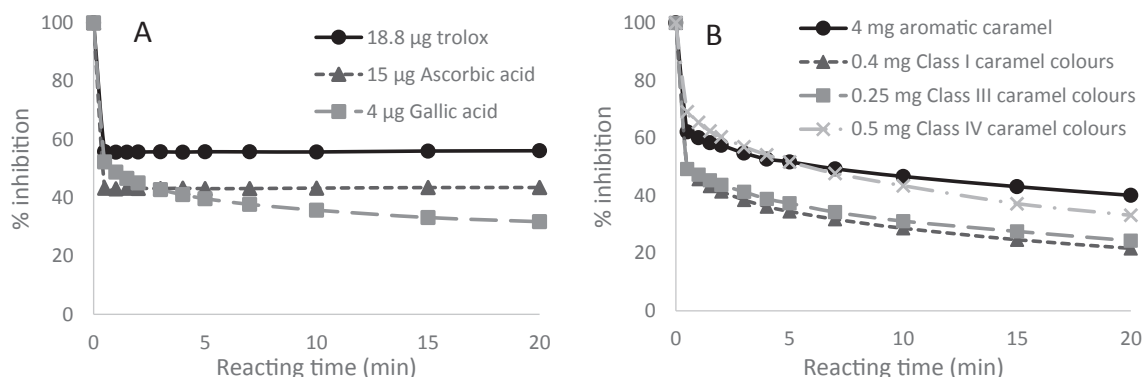 A
18.8 µg trolox
15 µg Ascorbic acid
4 µg Gallic acid
% inhibition
100
80
60
40
20
0
0 5 10 15 20
Reacting time (min)
B
4 mg aromatic caramel
0.4 mg Class I caramel colours
0.25 mg Class III caramel colours
0.5 mg Class IV caramel colours
% inhibition
100
80
60
40
20
0
0 5 10 15 20
Reacting time (min)